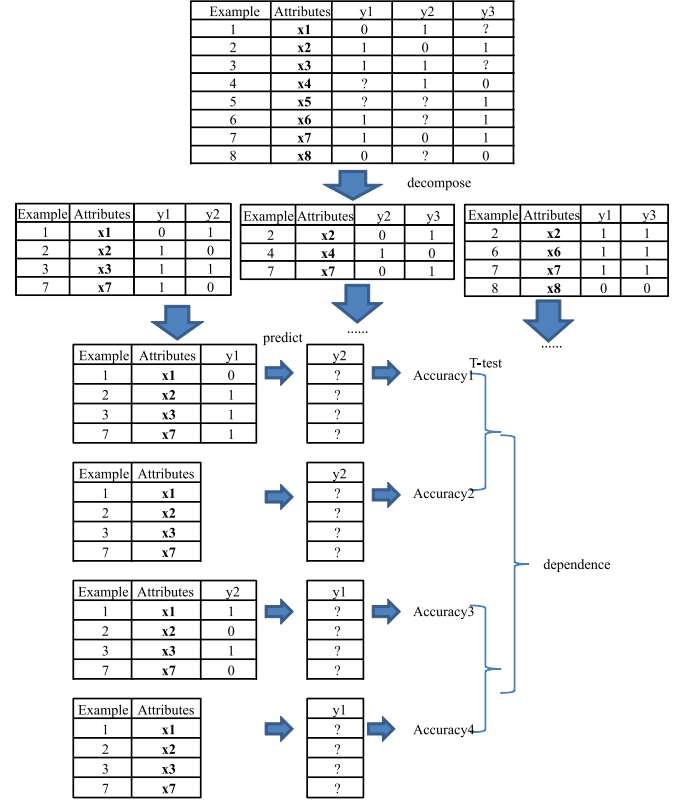 Example Attributes y1 y2 y3
1 x1 0 1 ?
2 x2 1 0 1
3 x3 1 1 ?
4 x4 ? 1 0
5 x5 ? ? 1
6 x6 1 ? 1
7 x7 1 0 1
8 x8 0 ? 0
decompose
Example Attributes y1 y2
1 x1 0 1
2 x2 1 0
3 x3 1 1
7 x7 1 0
Example Attributes y2 y3
2 x2 0 1
4 x4 1 0
7 x7 0 1
Example Attributes y1 y3
2 x2 1 1
6 x6 1 1
7 x7 1 1
8 x8 0 0
......
......
predict
T-test
Example Attributes y1
1 x1 0
2 x2 1
3 x3 1
7 x7 1
y2
?
?
?
?
Accuracy1
Example Attributes
1 x1
2 x2
3 x3
7 x7
y2
?
?
?
?
Accuracy2
dependence
Example Attributes y2
1 x1 1
2 x2 0
3 x3 1
7 x7 0
y1
?
?
?
?
Accuracy3
Example Attributes
1 x1
2 x2
3 x3
7 x7
y1
?
?
?
?
Accuracy4